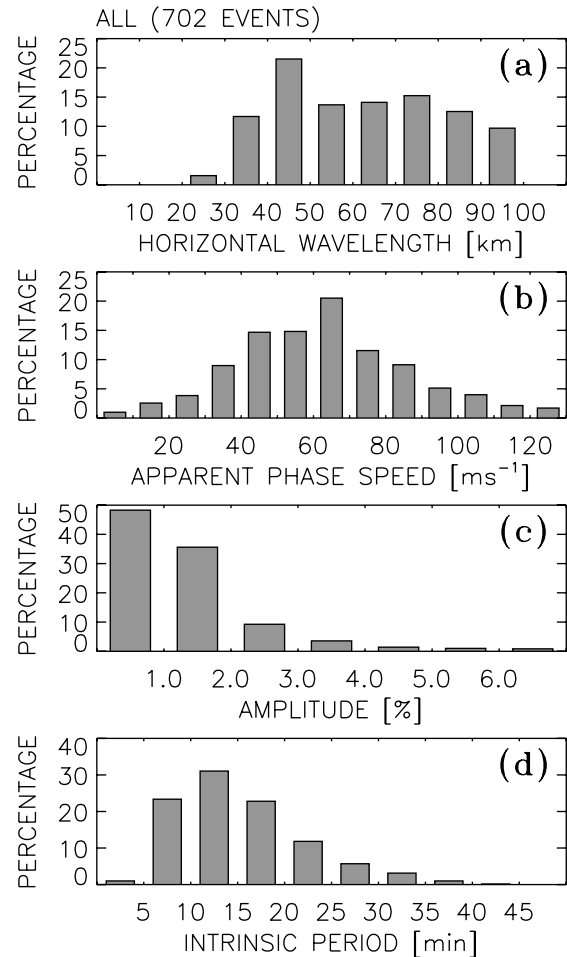 ALL (702 EVENTS)
25
20
15
10
5
0
PERCENTAGE
(a)
10 20 30 40 50 60 70 80 90 100
HORIZONTAL WAVELENGTH [km]
25
20
15
10
5
0
PERCENTAGE
(b)
20 40 60 80 100 120
APPARENT PHASE SPEED [ms⁻¹]
50
40
30
20
10
0
PERCENTAGE
(c)
1.0 2.0 3.0 4.0 5.0 6.0
AMPLITUDE [%]
40
30
20
10
0
PERCENTAGE
(d)
5 10 15 20 25 30 35 40 45
INTRINSIC PERIOD [min]